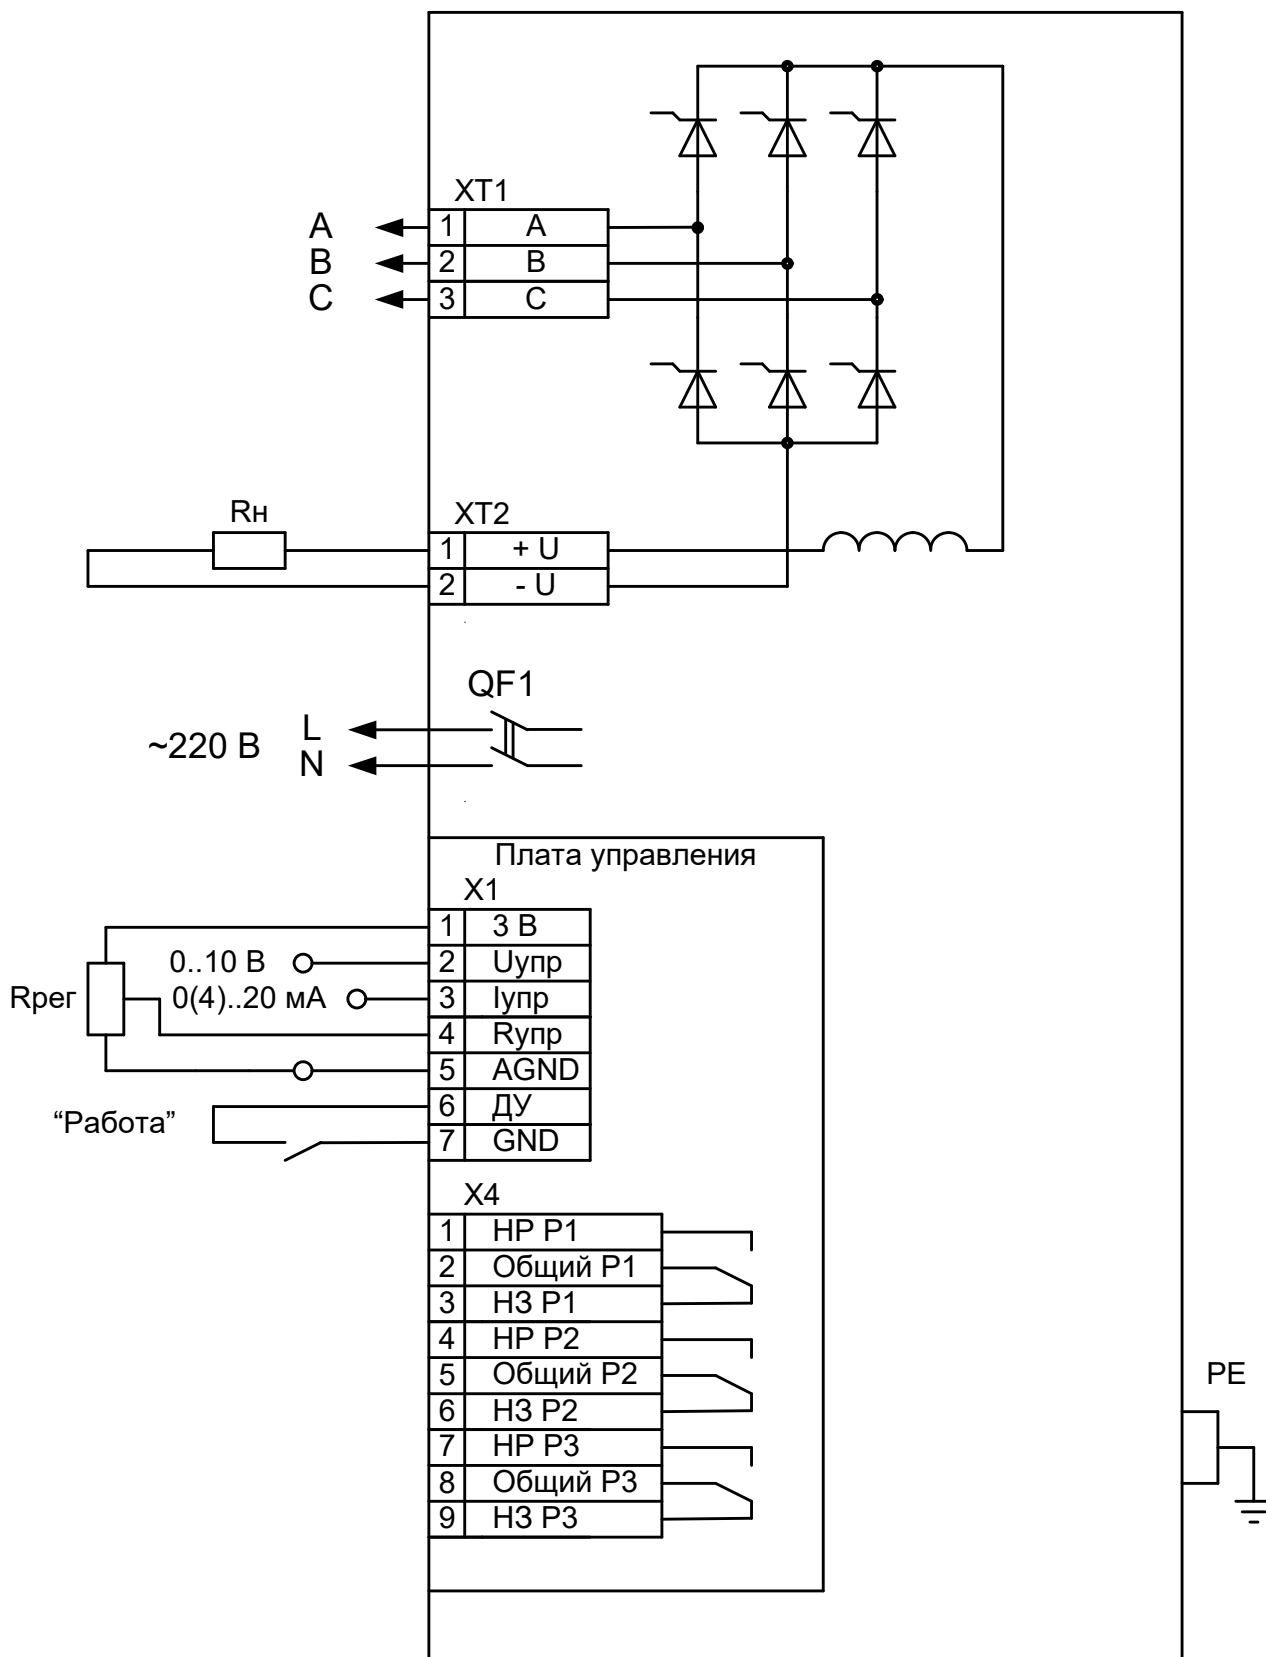 XT1
A 1 A
B 2 B
C 3 C
Rн
XT2
1 + U
2 - U
QF1
~220 В
L
N
Плата управления
X1
1 3 В
0..10 В 2 Uупр
Rрег 0(4)..20 мА 3 Iупр
4 Rупр
5 AGND
“Работа” 6 ДУ
7 GND
X4
1 НР Р1
2 Общий Р1
3 НЗ Р1
4 НР Р2
5 Общий Р2
6 НЗ Р2
7 НР Р3
8 Общий Р3
9 НЗ Р3
PE